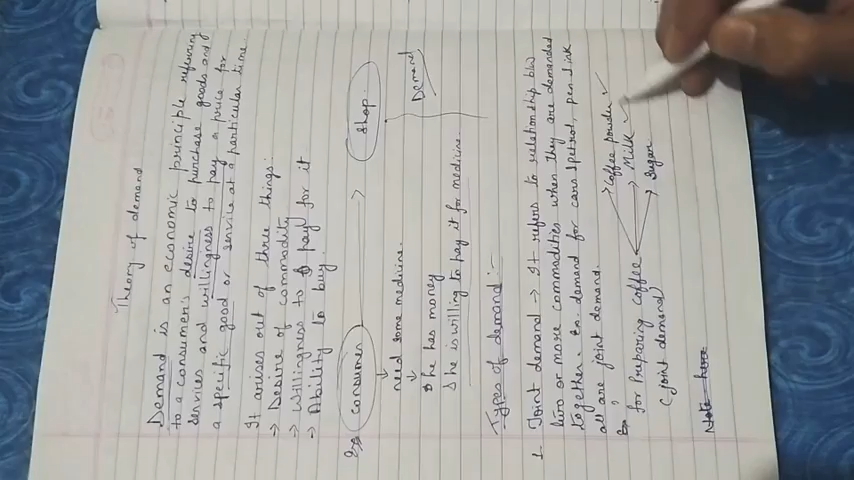 Theory of demand
Demand is an economic principle referring
to a consumer's desire to purchase goods and
services and willingness to pay a price for
a specific good or service at a particular time.
It arises out of three things:
→ Desire of commodity
→ Willingness to pay for it
→ Ability to buy.
consumer → Shop
need some medicine.
he has money
he is willing to pay it for medicine.
Demand
Types of demand:-
1. Joint demand → It refers to relationship b/w
two or more commodities when they are demanded
together. Ex. demand for cars & petrol, pen & ink
all are joint demand.
for Preparing coffee → Coffee powder ✓
→ Milk ✓
→ Sugar
(joint demand)